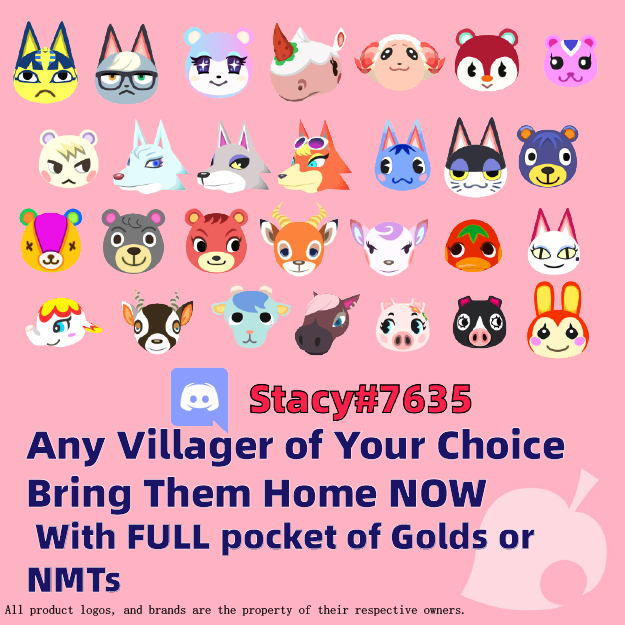 Stacy#7635
Any Villager of Your Choice
Bring Them Home NOW
With FULL pocket of Golds or
NMTs
All product logos, and brands are the property of their respective owners.